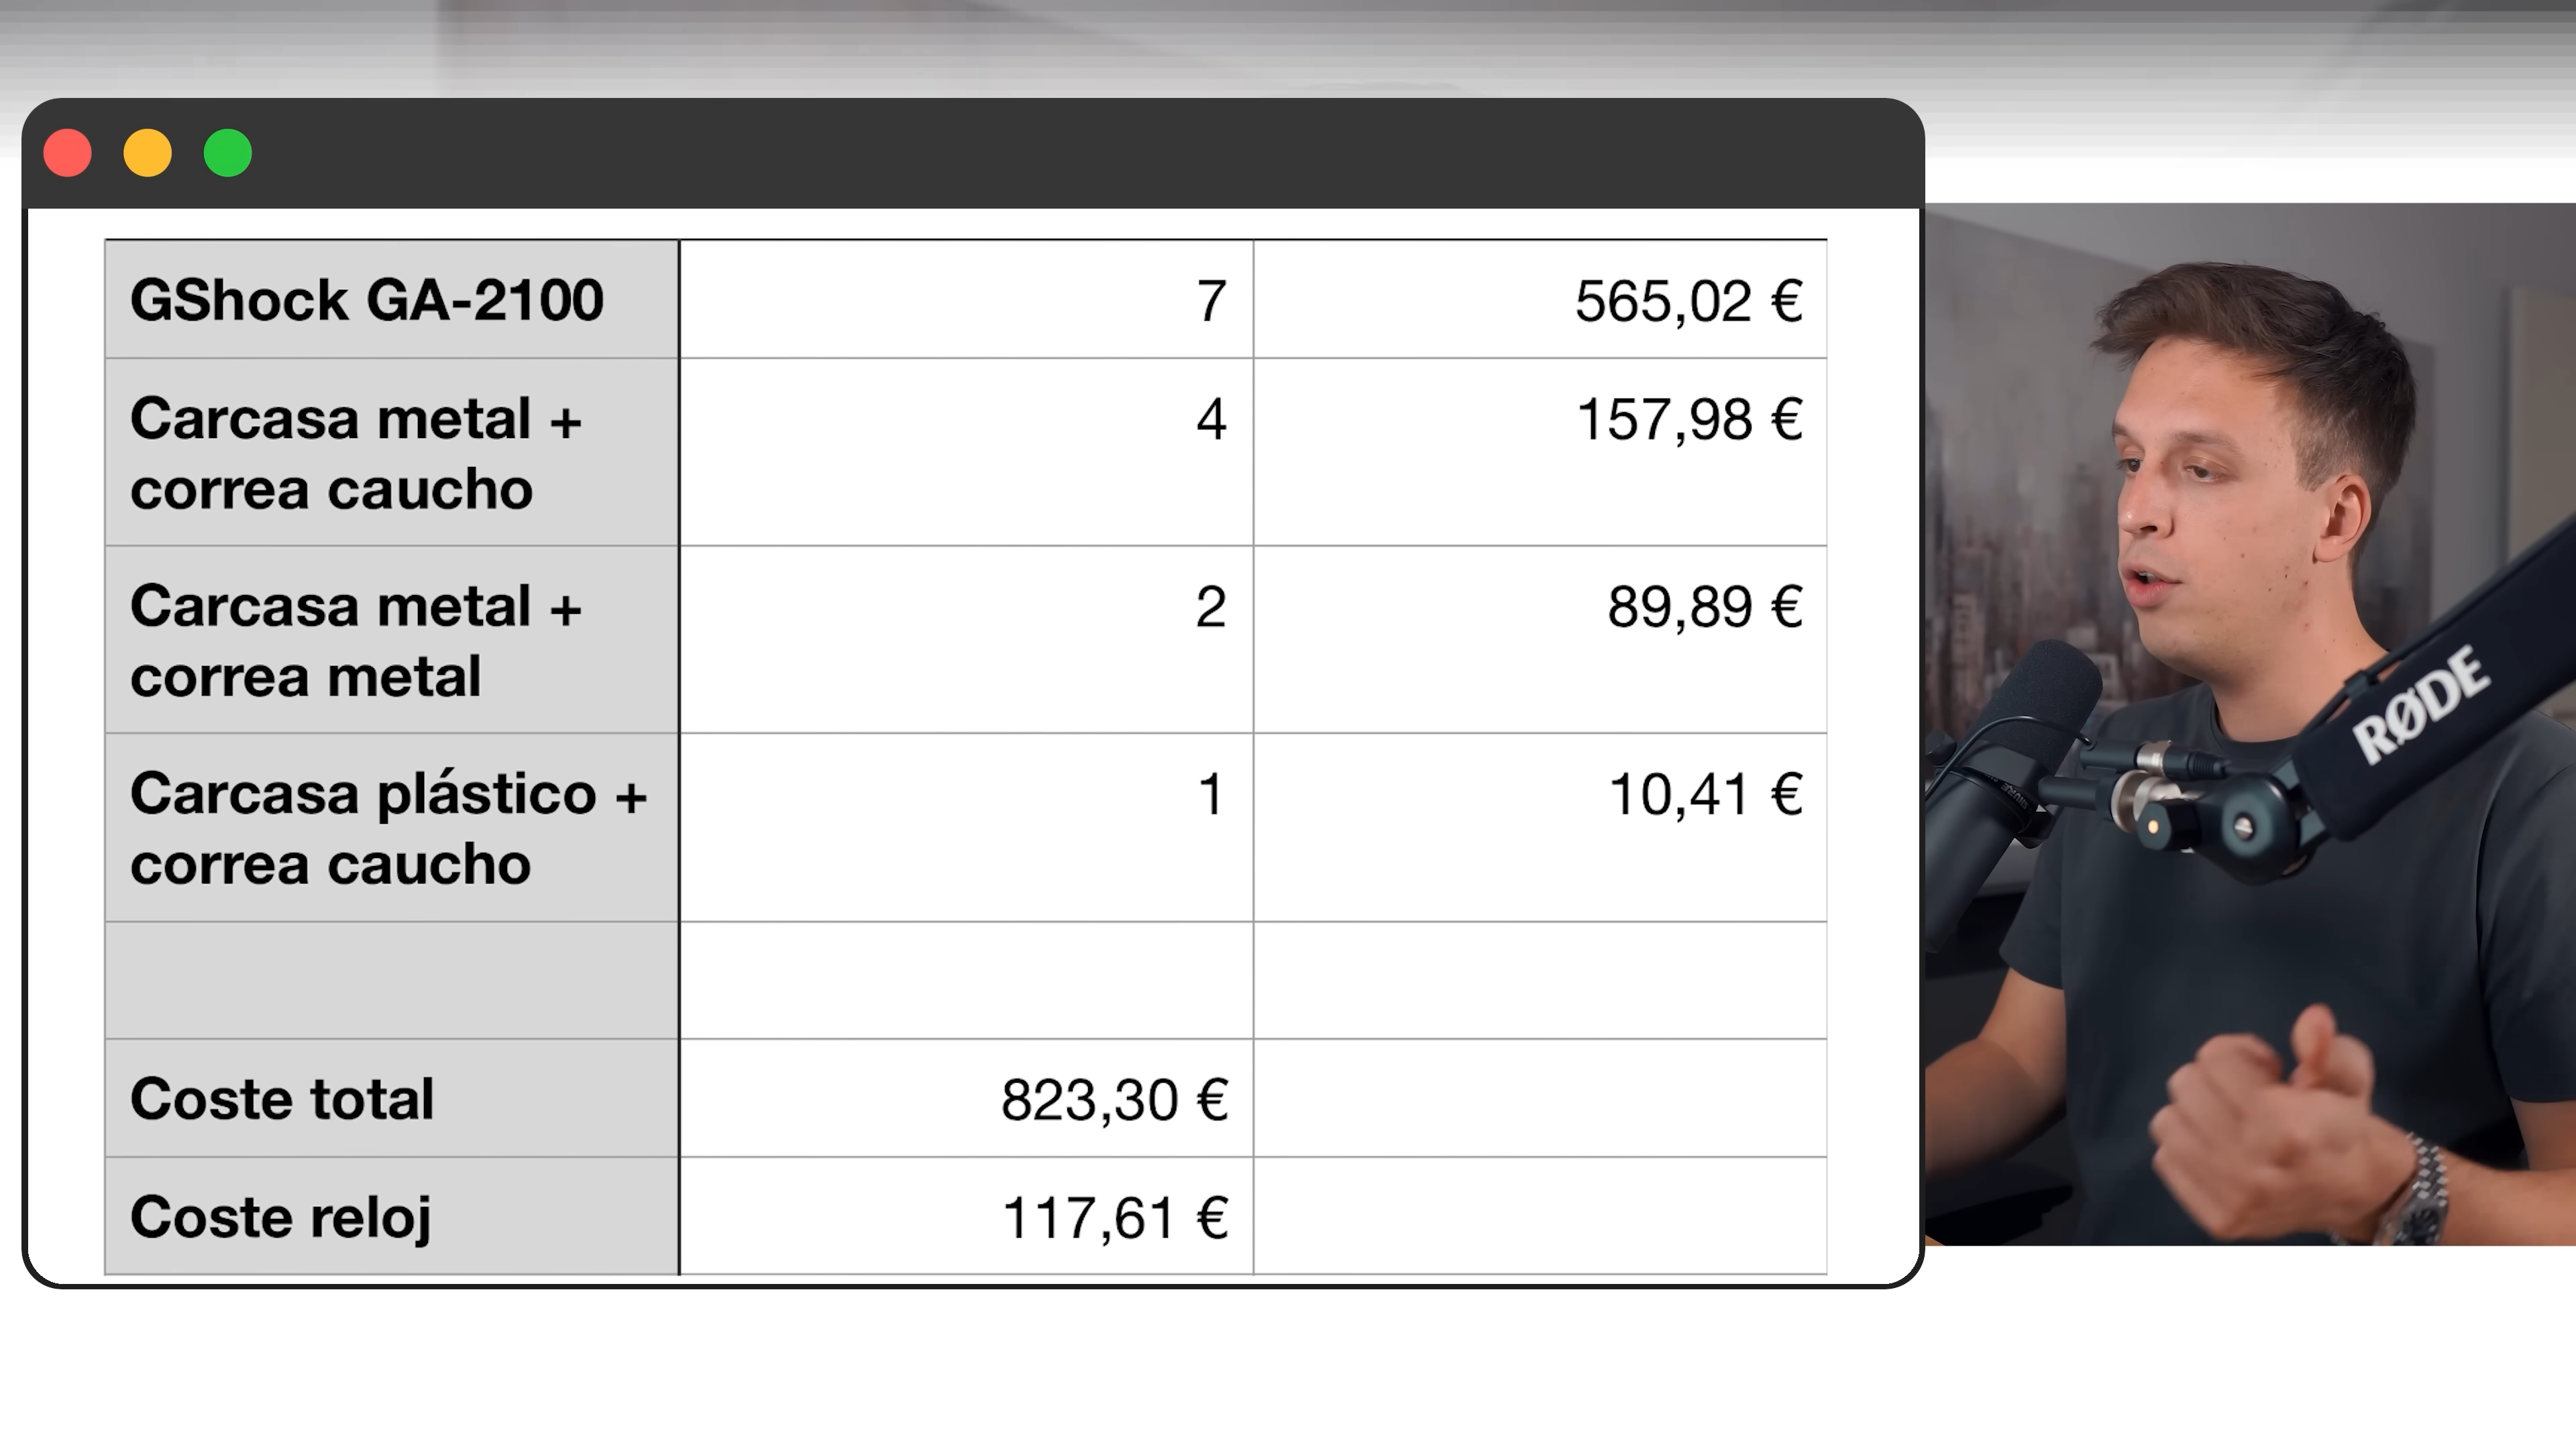 GShock GA-2100 7 565,02 €
Carcasa metal + 4 157,98 €
correa caucho
Carcasa metal + 2 89,89 €
correa metal
Carcasa plástico + 1 10,41 €
correa caucho
Coste total 823,30 €
Coste reloj 117,61 €
RØDE
SHURE